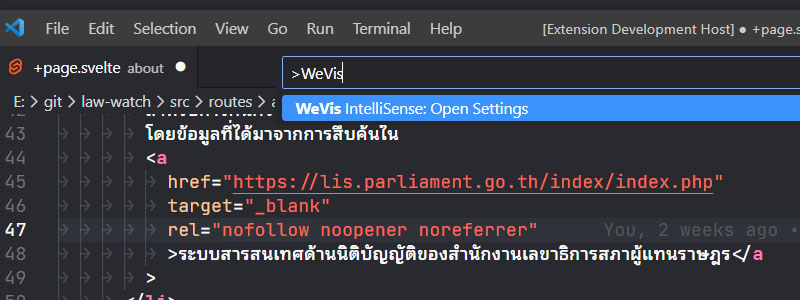 File Edit Selection View Go Run Terminal Help [Extension Development Host] ● +page.s
+page.svelte about ●
>WeVis
E: > git > law-watch > src > routes > a
WeVis IntelliSense: Open Settings
43 โดยข้อมูลที่ได้มาจากการสืบค้นใน
44 <a
45 href="https://lis.parliament.go.th/index/index.php"
46 target="_blank"
47 rel="nofollow noopener noreferrer" You, 2 weeks ago •
48 >ระบบสารสนเทศด้านนิติบัญญัติของสำนักงานเลขาธิการสภาผู้แทนราษฎร</a
49 >
50 </li>